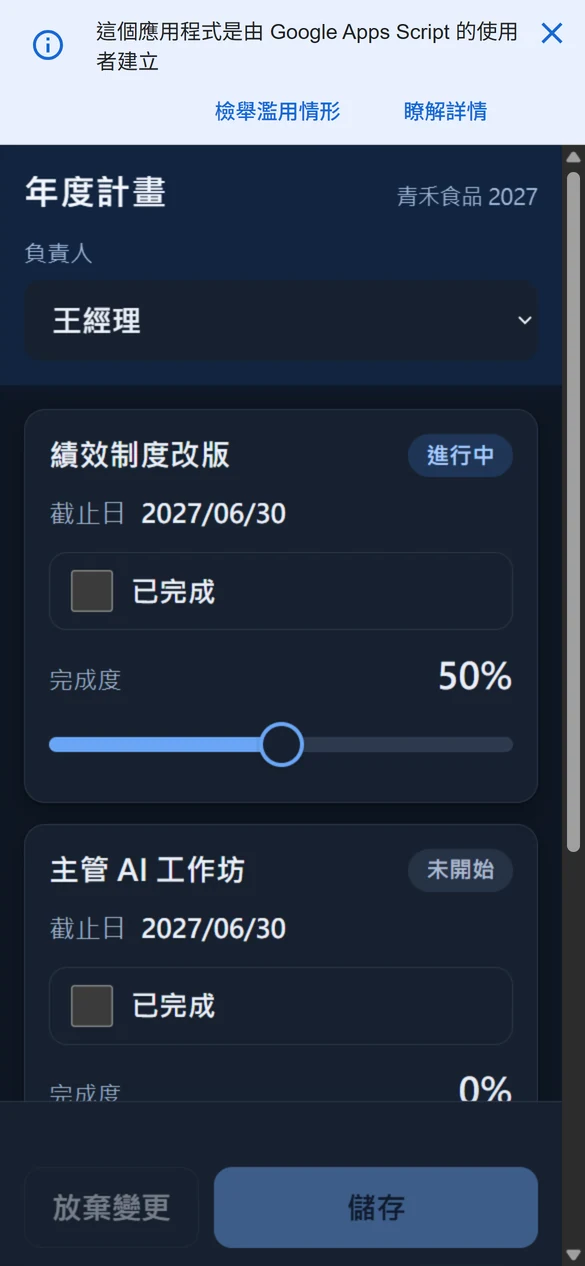 這個應用程式是由 Google Apps Script 的使用
者建立
檢舉濫用情形 瞭解詳情
年度計畫 青禾食品 2027
負責人
王經理
績效制度改版 進行中
截止日 2027/06/30
已完成
完成度 50%
主管 AI 工作坊 未開始
截止日 2027/06/30
已完成
完成度 0%
放棄變更 儲存